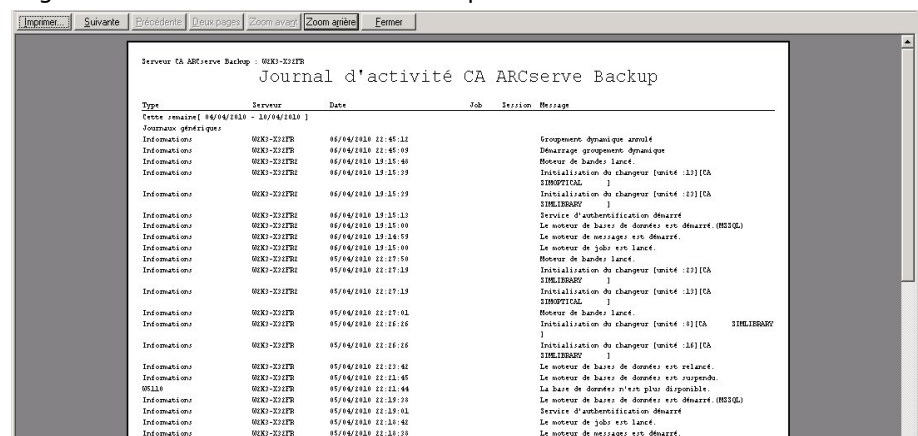 Imprimer... Suivante Précédente Deux pages Zoom avant Zoom arrière Fermer
Serveur CA ARCserve Backup : W2K3-X32FR
Journal d'activité CA ARCserve Backup
Type Serveur Date Job Session Message
Cette semaine[ 04/04/2010 - 10/04/2010 ]
Journaux génériques
Informations W2K3-X32FR 06/04/2010 22:45:12 Groupement dynamique annulé
Informations W2K3-X32FR 06/04/2010 22:45:09 Démarrage groupement dynamique
Informations W2K3-X32FR2 06/04/2010 19:15:48 Moteur de bandes lancé.
Informations W2K3-X32FR2 06/04/2010 19:15:39 Initialisation du changeur [unité :13][CA
SIMOPTICAL ]
Informations W2K3-X32FR2 06/04/2010 19:15:39 Initialisation du changeur [unité :23][CA
SIMLIBRARY ]
Informations W2K3-X32FR2 06/04/2010 19:15:13 Service d'authentification démarré
Informations W2K3-X32FR2 06/04/2010 19:15:00 Le moteur de bases de données est démarré.(MSSQL)
Informations W2K3-X32FR2 06/04/2010 19:14:59 Le moteur de messages est démarré.
Informations W2K3-X32FR2 06/04/2010 19:15:00 Le moteur de jobs est lancé.
Informations W2K3-X32FR2 05/04/2010 22:27:50 Moteur de bandes lancé.
Informations W2K3-X32FR2 05/04/2010 22:27:19 Initialisation du changeur [unité :23][CA
SIMLIBRARY ]
Informations W2K3-X32FR2 05/04/2010 22:27:19 Initialisation du changeur [unité :13][CA
SIMOPTICAL ]
Informations W2K3-X32FR 05/04/2010 22:27:01 Moteur de bandes lancé.
Informations W2K3-X32FR 05/04/2010 22:26:26 Initialisation du changeur [unité :8][CA SIMLIBRARY
]
Informations W2K3-X32FR 05/04/2010 22:26:26 Initialisation du changeur [unité :16][CA
SIMLIBRARY ]
Informations W2K3-X32FR 05/04/2010 22:23:42 Le moteur de bases de données est relancé.
Informations W2K3-X32FR 05/04/2010 22:21:45 Le moteur de bases de données est suspendu.
W5110 W2K3-X32FR 05/04/2010 22:21:44 La base de données n'est plus disponible.
Informations W2K3-X32FR 05/04/2010 22:19:38 Le moteur de bases de données est démarré.(MSSQL)
Informations W2K3-X32FR 05/04/2010 22:19:01 Service d'authentification démarré
Informations W2K3-X32FR 05/04/2010 22:18:42 Le moteur de jobs est lancé.
Informations W2K3-X32FR 05/04/2010 22:18:38 Le moteur de messages est démarré.